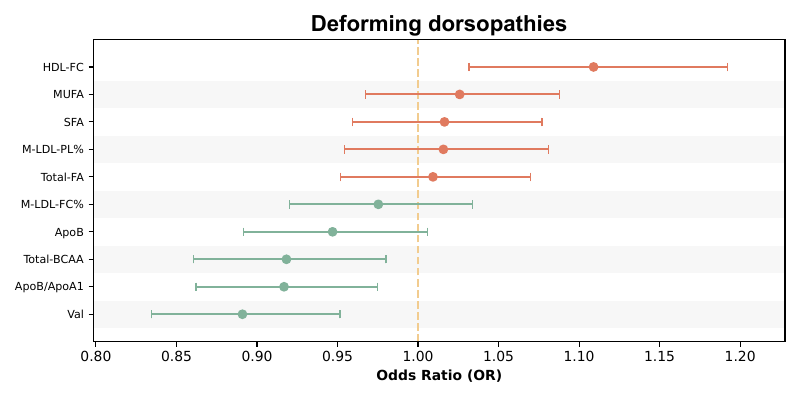 Deforming dorsopathies
HDL-FC
MUFA
SFA
M-LDL-PL%
Total-FA
M-LDL-FC%
ApoB
Total-BCAA
ApoB/ApoA1
Val
0.80 0.85 0.90 0.95 1.00 1.05 1.10 1.15 1.20
Odds Ratio (OR)